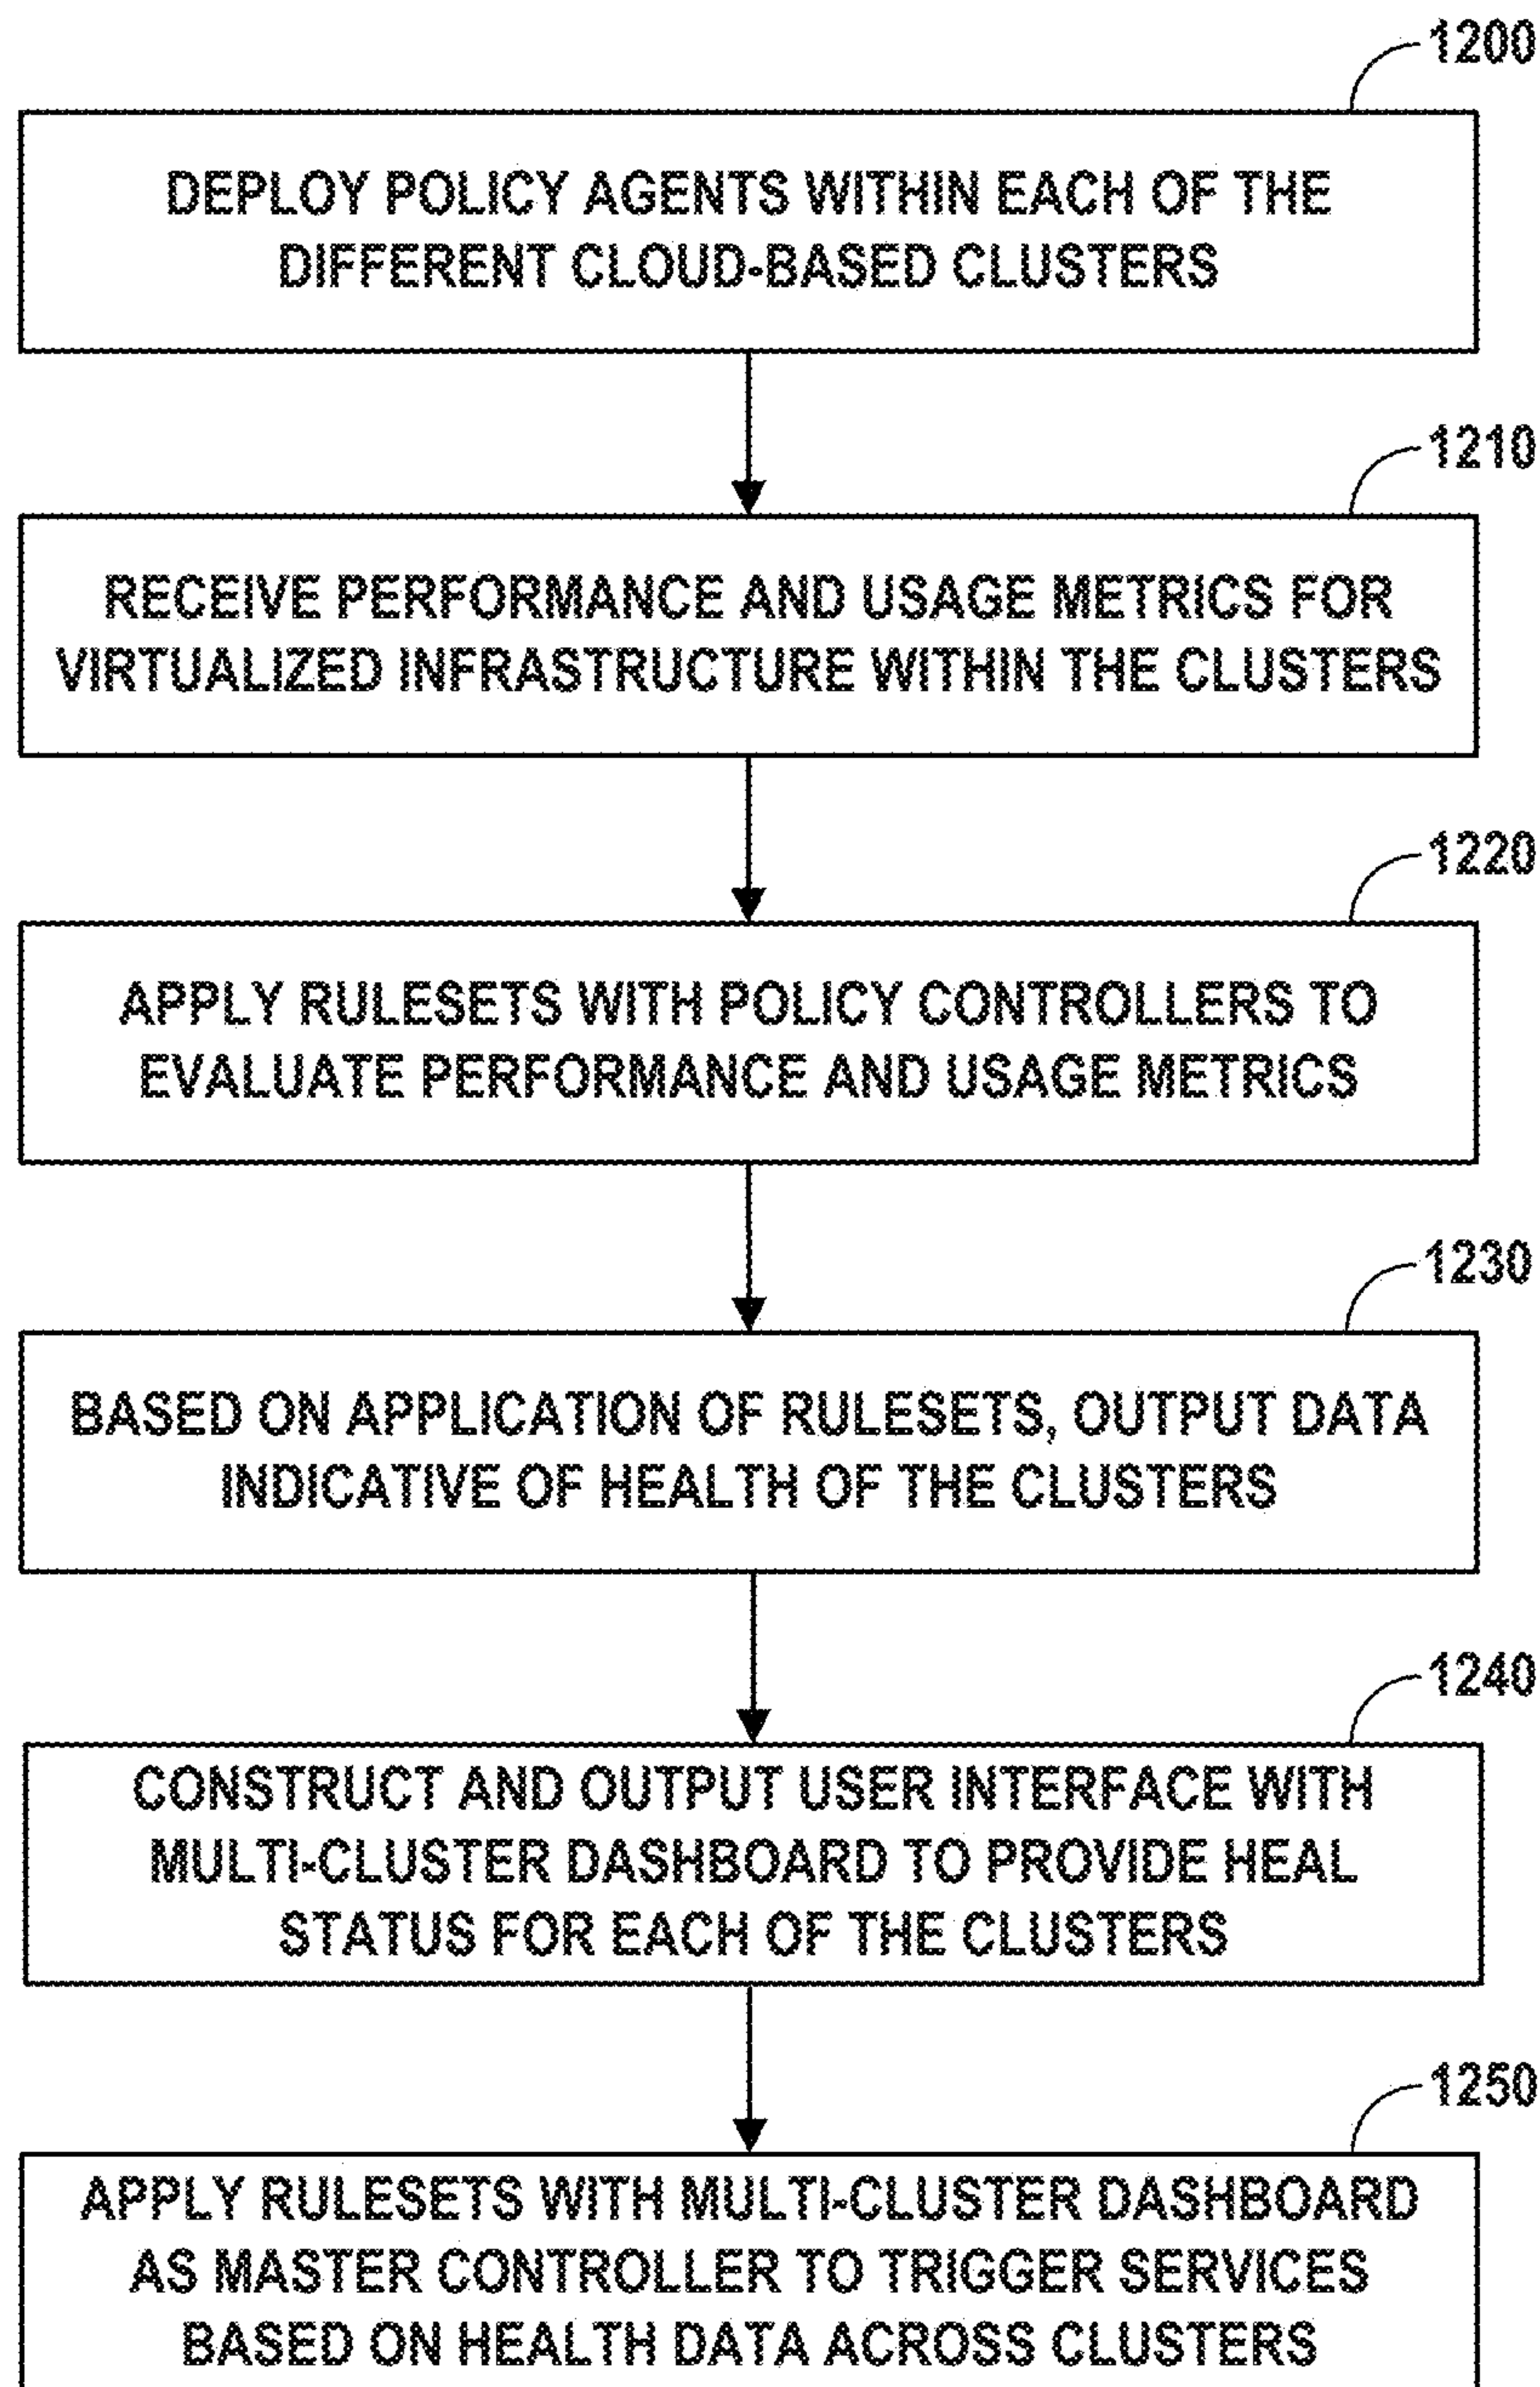 1200
DEPLOY POLICY AGENTS WITHIN EACH OF THE
DIFFERENT CLOUD-BASED CLUSTERS
1210
RECEIVE PERFORMANCE AND USAGE METRICS FOR
VIRTUALIZED INFRASTRUCTURE WITHIN THE CLUSTERS
1220
APPLY RULESETS WITH POLICY CONTROLLERS TO
EVALUATE PERFORMANCE AND USAGE METRICS
1230
BASED ON APPLICATION OF RULESETS, OUTPUT DATA
INDICATIVE OF HEALTH OF THE CLUSTERS
1240
CONSTRUCT AND OUTPUT USER INTERFACE WITH
MULTI-CLUSTER DASHBOARD TO PROVIDE HEAL
STATUS FOR EACH OF THE CLUSTERS
1250
APPLY RULESETS WITH MULTI-CLUSTER DASHBOARD
AS MASTER CONTROLLER TO TRIGGER SERVICES
BASED ON HEALTH DATA ACROSS CLUSTERS